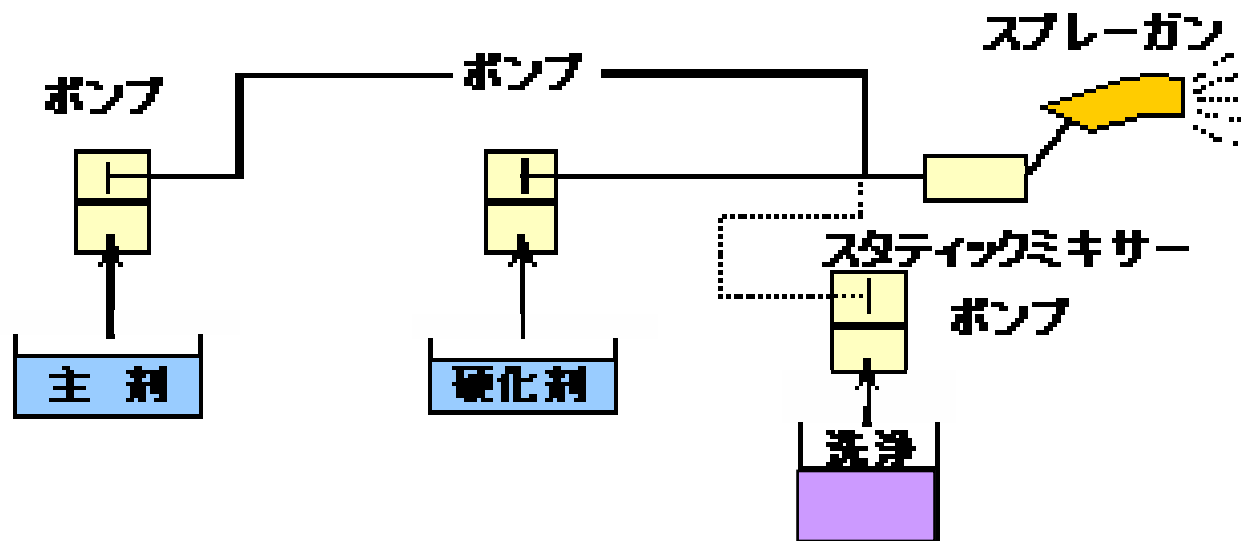 スプレーガン
ポンプ
ポンプ
スタティックミキサー
ポンプ
主 剤
硬化剤
洗浄